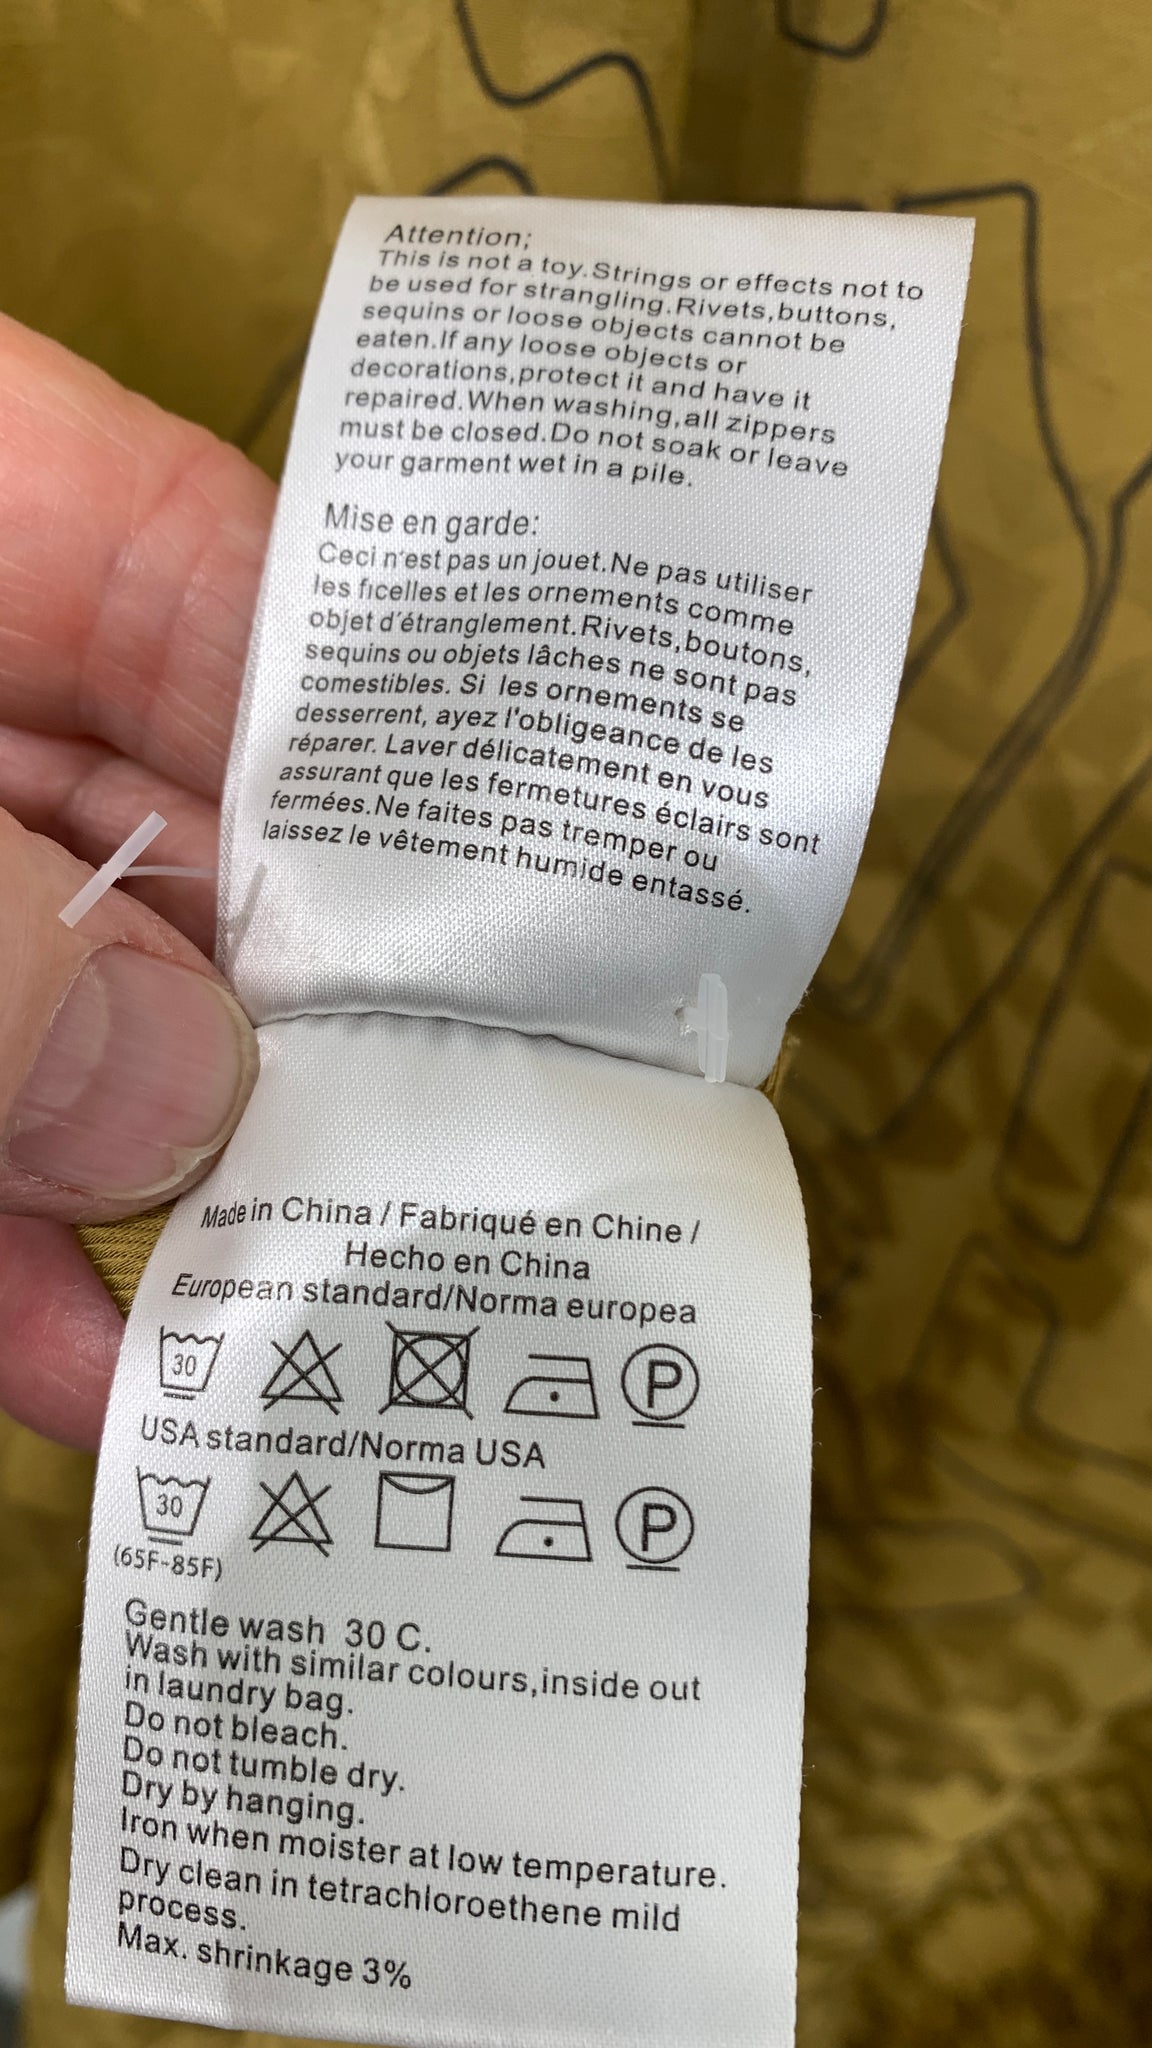 Attention;
This is not a toy.Strings or effects not to
be used for strangling.Rivets,buttons,
sequins or loose objects cannot be
eaten.If any loose objects or
decorations,protect it and have it
repaired.When washing,all zippers
must be closed.Do not soak or leave
your garment wet in a pile.
Mise en garde:
Ceci n'est pas un jouet.Ne pas utiliser
les ficelles et les ornements comme
objet d'étranglement.Rivets,boutons,
sequins ou objets lâches ne sont pas
comestibles. Si les ornements se
desserrent, ayez l'obligeance de les
réparer. Laver délicatement en vous
assurant que les fermetures éclairs sont
fermées.Ne faites pas tremper ou
laissez le vêtement humide entassé.
Made in China / Fabriqué en Chine /
Hecho en China
European standard/Norma europea
30 P
USA standard/Norma USA
30 P
(65F-85F)
Gentle wash 30 C.
Wash with similar colours,inside out
in laundry bag.
Do not bleach.
Do not tumble dry.
Dry by hanging.
Iron when moister at low temperature.
Dry clean in tetrachloroethene mild
process.
Max. shrinkage 3%